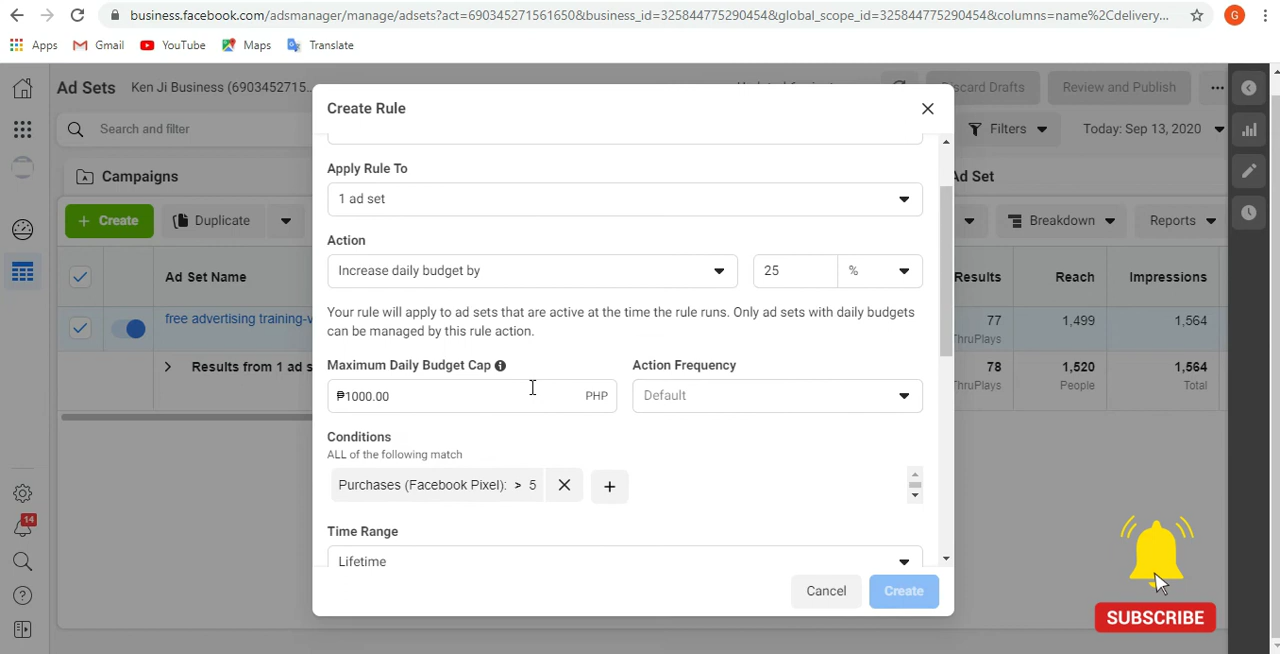 business.facebook.com/adsmanager/manage/adsets?act=690345271561650&business_id=325844775290454&global_scope_id=325844775290454&columns=name%2Cdelivery...
G
Apps Gmail YouTube Maps Translate
Ad Sets Ken Ji Business (6903452715...
Discard Drafts Review and Publish ...
Search and filter
Filters Today: Sep 13, 2020
Campaigns
Ad Set
+ Create Duplicate
Breakdown Reports
Ad Set Name
Results Reach Impressions
free advertising training-v
77 1,499 1,564
ThruPlays
Results from 1 ad s
78 1,520 1,564
ThruPlays People Total
14
Create Rule
Apply Rule To
1 ad set
Action
Increase daily budget by 25 %
Your rule will apply to ad sets that are active at the time the rule runs. Only ad sets with daily budgets
can be managed by this rule action.
Maximum Daily Budget Cap Action Frequency
₱1000.00 PHP Default
Conditions
ALL of the following match
Purchases (Facebook Pixel): > 5
Time Range
Lifetime
Cancel Create
SUBSCRIBE